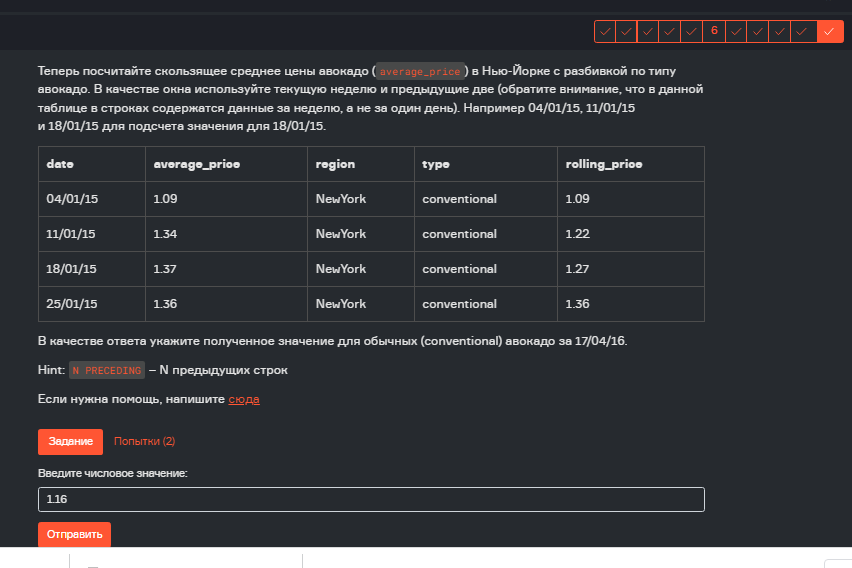 6
Теперь посчитайте скользящее среднее цены авокадо (average_price) в Нью-Йорке с разбивкой по типу
авокадо. В качестве окна используйте текущую неделю и предыдущие две (обратите внимание, что в данной
таблице в строках содержатся данные за неделю, а не за один день). Например 04/01/15, 11/01/15
и 18/01/15 для подсчета значения для 18/01/15.
date average_price region type rolling_price
04/01/15 1.09 NewYork conventional 1.09
11/01/15 1.34 NewYork conventional 1.22
18/01/15 1.37 NewYork conventional 1.27
25/01/15 1.36 NewYork conventional 1.36
В качестве ответа укажите полученное значение для обычных (conventional) авокадо за 17/04/16.
Hint: N PRECEDING – N предыдущих строк
Если нужна помощь, напишите сюда
Задание Попытки (2)
Введите числовое значение:
1.16
Отправить